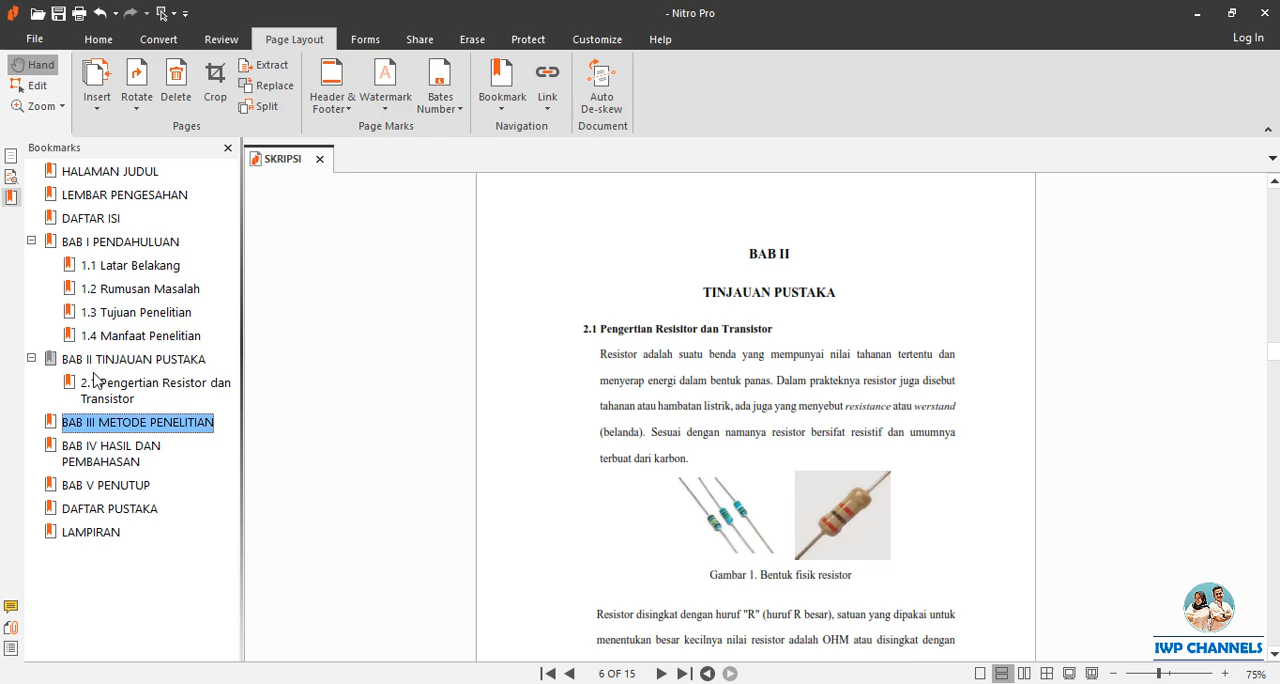 - Nitro Pro
File Home Convert Review Page Layout Forms Share Erase Protect Customize Help Log In
Hand
Edit
Zoom
Insert Rotate Delete Crop
Extract
Replace
Split
Pages
Header & Footer
Watermark
Bates Number
Page Marks
Bookmark Link
Navigation
Auto De-skew
Document
Bookmarks
HALAMAN JUDUL
LEMBAR PENGESAHAN
DAFTAR ISI
BAB I PENDAHULUAN
1.1 Latar Belakang
1.2 Rumusan Masalah
1.3 Tujuan Penelitian
1.4 Manfaat Penelitian
BAB II TINJAUAN PUSTAKA
2.1 Pengertian Resistor dan
Transistor
BAB III METODE PENELITIAN
BAB IV HASIL DAN
PEMBAHASAN
BAB V PENUTUP
DAFTAR PUSTAKA
LAMPIRAN
SKRIPSI
BAB II
TINJAUAN PUSTAKA
2.1 Pengertian Resisitor dan Transistor
Resistor adalah suatu benda yang mempunyai nilai tahanan tertentu dan
menyerap energi dalam bentuk panas. Dalam prakteknya resistor juga disebut
tahanan atau hambatan listrik, ada juga yang menyebut resistance atau werstand
(belanda). Sesuai dengan namanya resistor bersifat resistif dan umumnya
terbuat dari karbon.
Gambar 1. Bentuk fisik resistor
Resistor disingkat dengan huruf "R" (huruf R besar), satuan yang dipakai untuk
menentukan besar kecilnya nilai resistor adalah OHM atau disingkat dengan
IWP CHANNELS
6 OF 15
75%